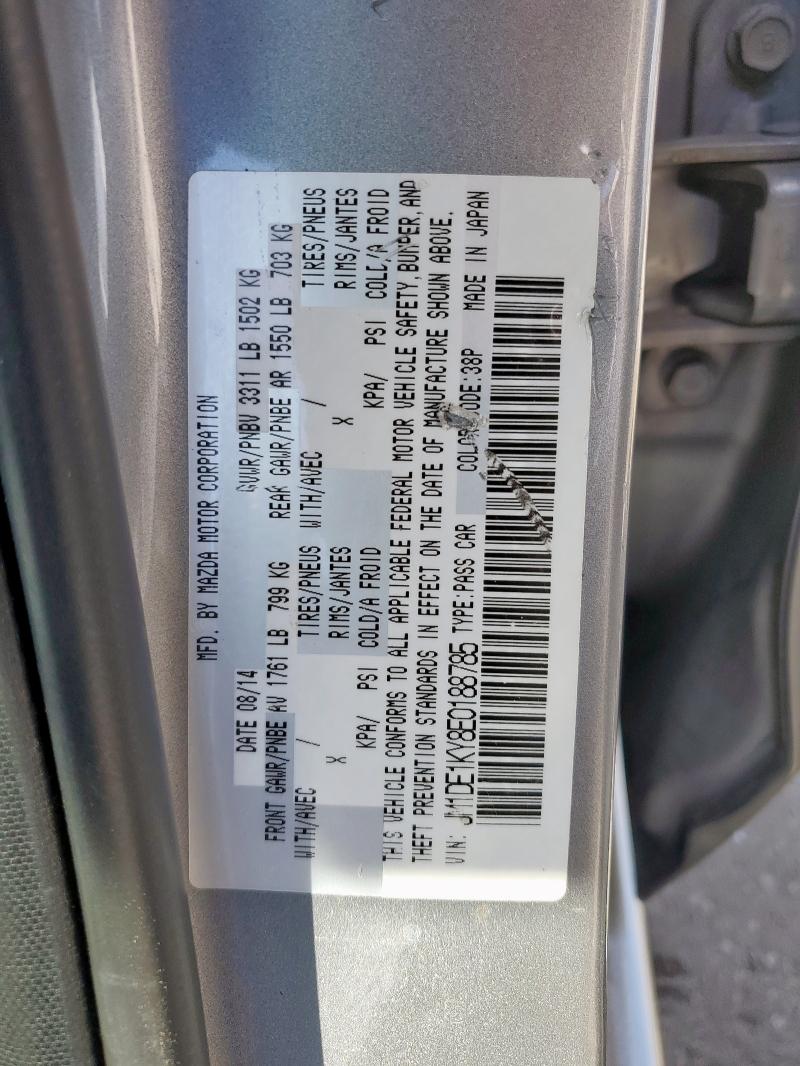 MFD. BY MAZDA MOTOR CORPORATION
DATE 08/14 GVWR/PNBV 3311 LB 1502 KG
FRONT GAWR/PNBE AV 1761 LB 799 KG REAR GAWR/PNBE AR 1550 LB 703 KG
WITH/AVEC / TIRES/PNEUS WITH/AVEC / TIRES/PNEUS
X RIMS/JANTES X RIMS/JANTES
KPA/ PSI COLD/A FROID KPA/ PSI COLD/A FROID
THIS VEHICLE CONFORMS TO ALL APPLICABLE FEDERAL MOTOR VEHICLE SAFETY, BUMPER, AND
THEFT PREVENTION STANDARDS IN EFFECT ON THE DATE OF MANUFACTURE SHOWN ABOVE.
VIN: JM1DE1KY8E0188785 TYPE:PASS CAR COLOR CODE:38P MADE IN JAPAN